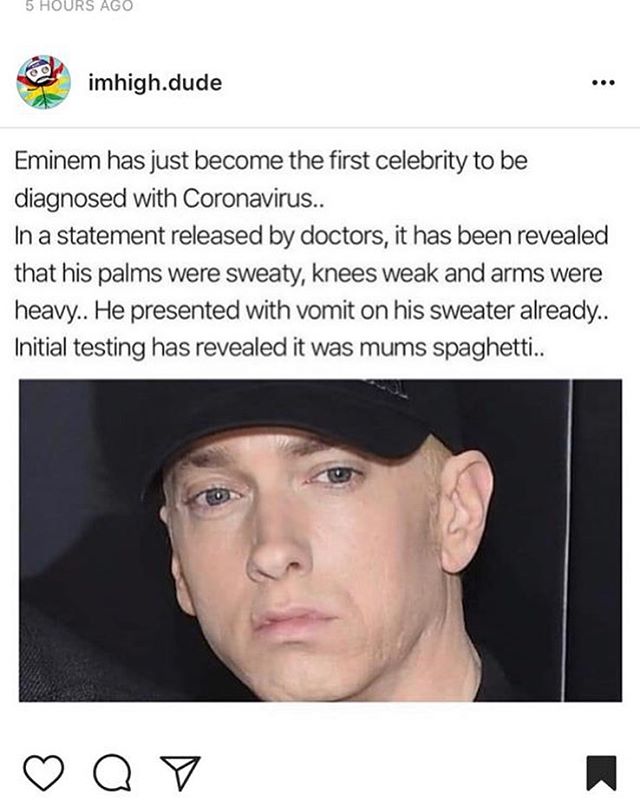 5 HOURS AGO
imhigh.dude
Eminem has just become the first celebrity to be
diagnosed with Coronavirus..
In a statement released by doctors, it has been revealed
that his palms were sweaty, knees weak and arms were
heavy.. He presented with vomit on his sweater already..
Initial testing has revealed it was mums spaghetti..